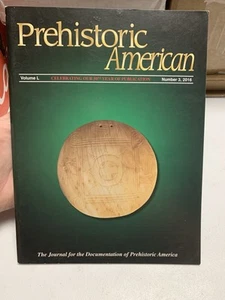 Prehistoric
American
Volume L CELEBRATING OUR 50TH YEAR OF PUBLICATION Number 3, 2016
The Journal for the Documentation of Prehistoric America